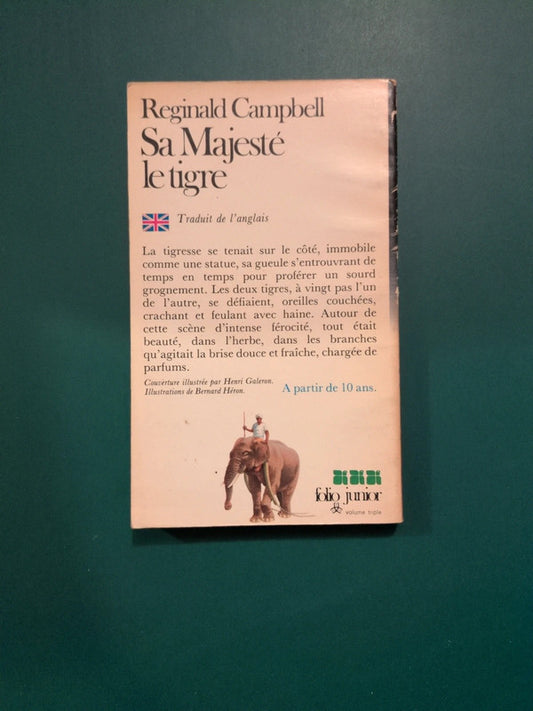 Reginald Campbell
Sa Majesté
le tigre
Traduit de l'anglais
La tigresse se tenait sur le côté, immobile
comme une statue, sa gueule s'entrouvrant de
temps en temps pour proférer un sourd
grognement. Les deux tigres, à vingt pas l'un
de l'autre, se défiaient, oreilles couchées,
crachant et feulant avec haine. Autour de
cette scène d'intense férocité, tout était
beauté, dans l'herbe, dans les branches
qu'agitait la brise douce et fraîche, chargée de
parfums.
Couverture illustrée par Henri Galeron.
Illustrations de Bernard Héron.
A partir de 10 ans.
folio junior
volume triple